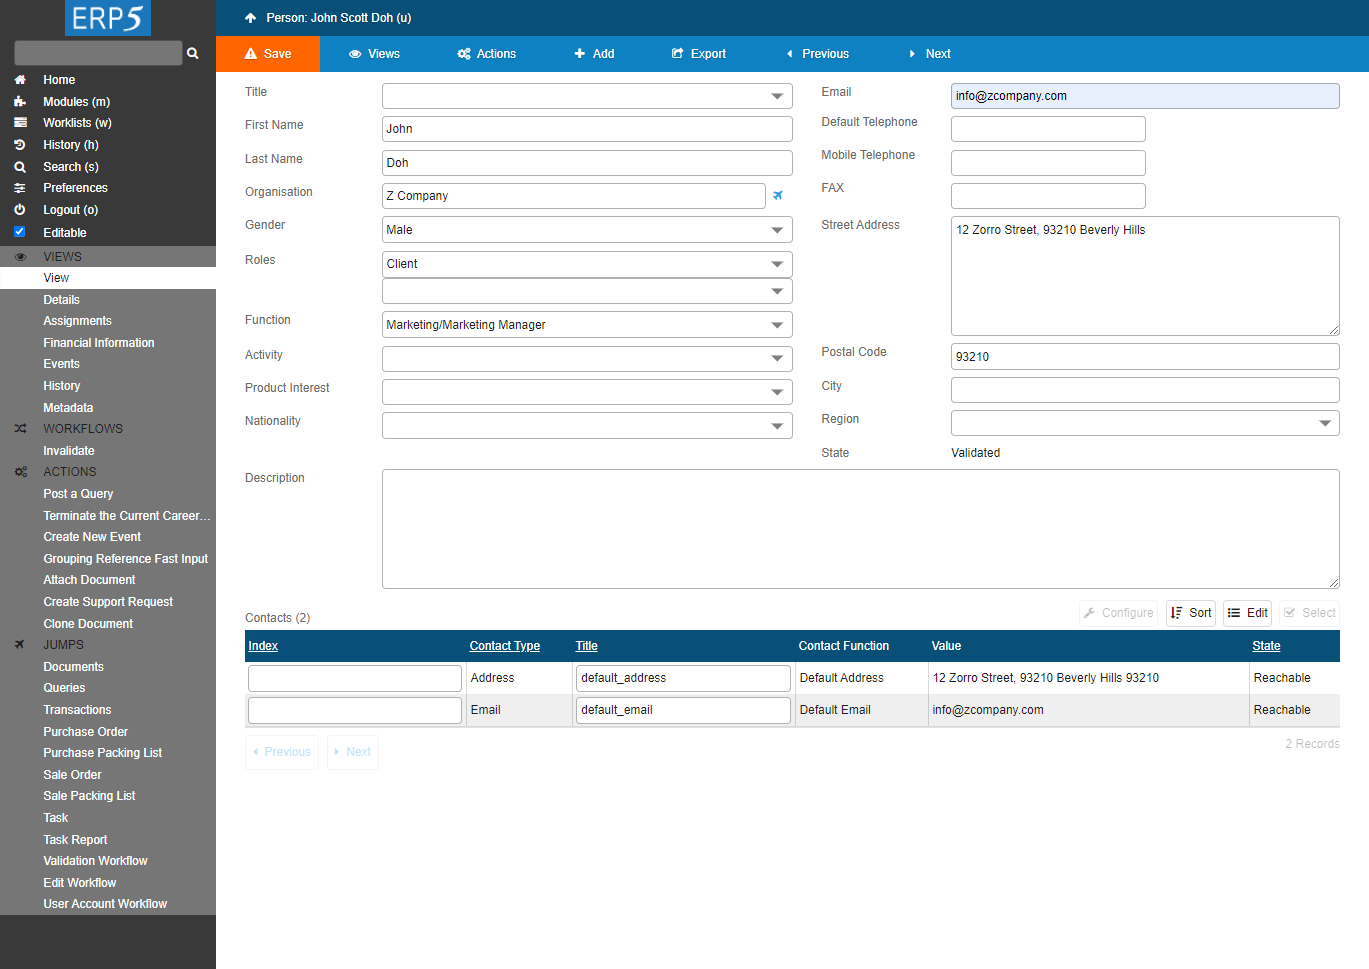 ERP5
Home
Modules (m)
Worklists (w)
History (h)
Search (s)
Preferences
Logout (o)
Editable
VIEWS
View
Details
Assignments
Financial Information
Events
History
Metadata
WORKFLOWS
Invalidate
ACTIONS
Post a Query
Terminate the Current Career...
Create New Event
Grouping Reference Fast Input
Attach Document
Create Support Request
Clone Document
JUMPS
Documents
Queries
Transactions
Purchase Order
Purchase Packing List
Sale Order
Sale Packing List
Task
Task Report
Validation Workflow
Edit Workflow
User Account Workflow
Person: John Scott Doh (u)
Save Views Actions Add Export Previous Next
Title
First Name John
Last Name Doh
Organisation Z Company
Gender Male
Roles Client
Function Marketing/Marketing Manager
Activity
Product Interest
Nationality
Email info@zcompany.com
Default Telephone
Mobile Telephone
FAX
Street Address 12 Zorro Street, 93210 Beverly Hills
Postal Code 93210
City
Region
State Validated
Description
Contacts (2) Configure Sort Edit Select
Index Contact Type Title Contact Function Value State
Address default_address Default Address 12 Zorro Street, 93210 Beverly Hills 93210 Reachable
Email default_email Default Email info@zcompany.com Reachable
Previous Next 2 Records